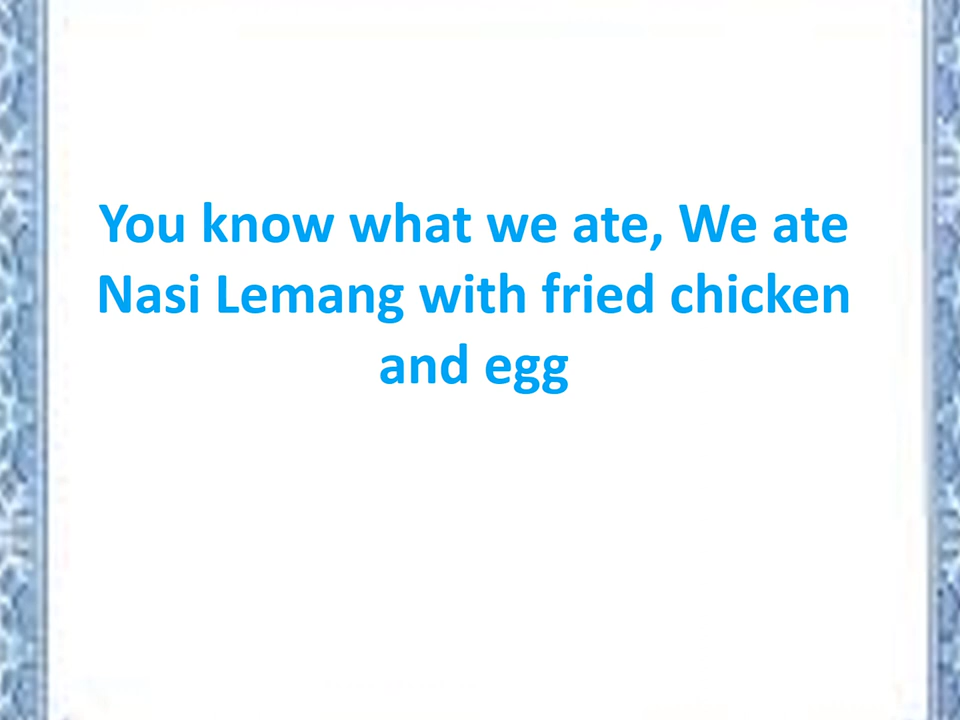 You know what we ate, We ate
Nasi Lemang with fried chicken
and egg